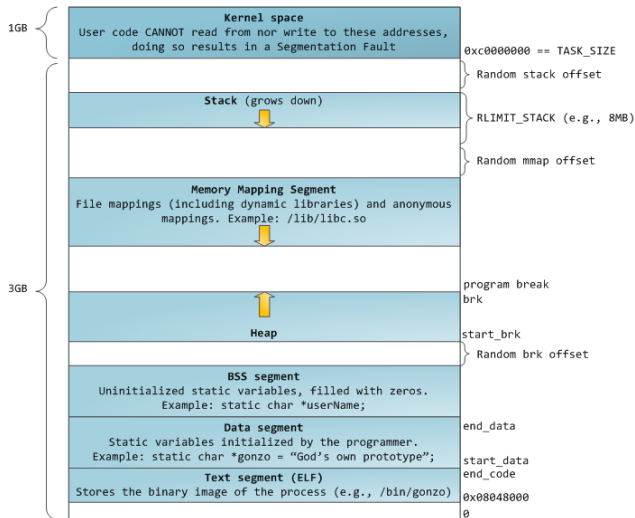 Kernel space
1GB
User code CANNOT read from nor write to these addresses,
doing so results in a Segmentation Fault
0xc0000000 == TASK_SIZE
Random stack offset
Stack (grows down)
RLIMIT_STACK (e.g., 8MB)
Random mmap offset
Memory Mapping Segment
File mappings (including dynamic libraries) and anonymous
mappings. Example: /lib/libc.so
3GB
program break
brk
Heap
start_brk
Random brk offset
BSS segment
Uninitialized static variables, filled with zeros.
Example: static char *userName;
Data segment
end_data
Static variables initialized by the programmer.
Example: static char *gonzo = “God’s own prototype”;
start_data
end_code
Text segment (ELF)
Stores the binary image of the process (e.g., /bin/gonzo)
0x08048000
0